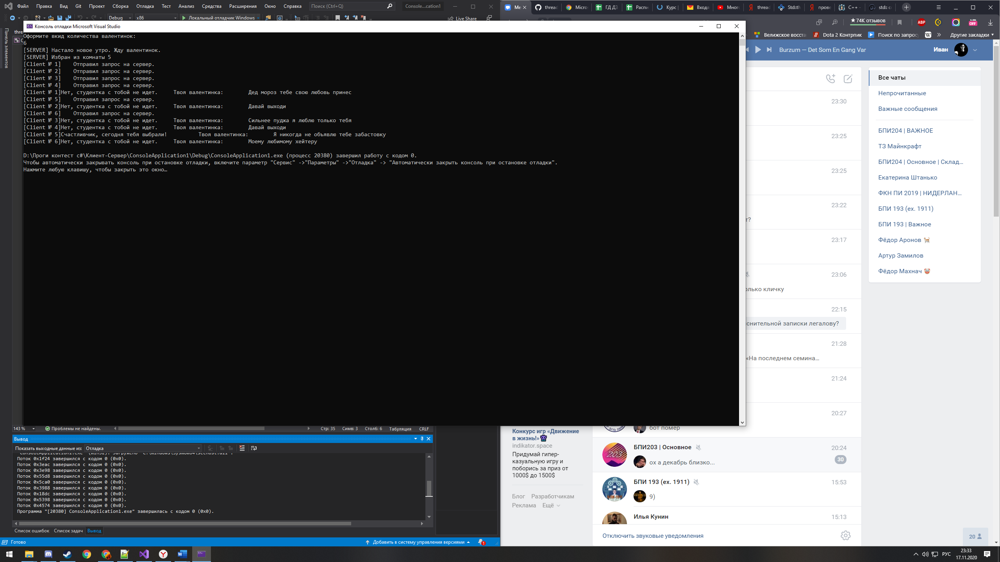 Файл Правка Вид Git Проект Сборка Отладка Тест Анализ Средства Расширения Окно Справка Поиск (Ctrl+Q) Console...cation1
Debug x86 Локальный отладчик Windows Live Share
Панель элементов
Консоль отладки Microsoft Visual Studio
Оформите вкид количества валентинок:
6
[SERVER] Настало новое утро. Жду валентинок.
[SERVER] Избран из комнаты 5
[Client № 1] Отправил запрос на сервер.
[Client № 2] Отправил запрос на сервер.
[Client № 3] Отправил запрос на сервер.
[Client № 4] Отправил запрос на сервер.
[Client № 1]Нет, студентка с тобой не идет. Твоя валентинка: Дед мороз тебе свою любовь принес
[Client № 5] Отправил запрос на сервер.
[Client № 2]Нет, студентка с тобой не идет. Твоя валентинка: Давай выходи
[Client № 6] Отправил запрос на сервер.
[Client № 3]Нет, студентка с тобой не идет. Твоя валентинка: Сильнее пуджа я люблю только тебя
[Client № 4]Нет, студентка с тобой не идет. Твоя валентинка: Давай выходи
[Client № 5]Счастливчик, сегодня тебя выбрали! Твоя валентинка: Я никогда не объявлю тебе забастовку
[Client № 6]Нет, студентка с тобой не идет. Твоя валентинка: Моему любимому хейтеру
D:\Проги контест c#\Клиент-Сервер\ConsoleApplication1\Debug\ConsoleApplication1.exe (процесс 20380) завершил работу с кодом 0.
Чтобы автоматически закрывать консоль при остановке отладки, включите параметр "Сервис" ->"Параметры" ->"Отладка" -> "Автоматически закрыть консоль при остановке отладки".
Нажмите любую клавишу, чтобы закрыть это окно…
143 % Проблемы не найдены. Стр: 35 Симв: 3 Столб: 6 Табуляция CRLF
Вывод
Показать выходные данные из: Отладка
Поток 0x1f24 завершился с кодом 0 (0x0).
Поток 0x3eac завершился с кодом 0 (0x0).
Поток 0x3e98 завершился с кодом 0 (0x0).
Поток 0x55d8 завершился с кодом 0 (0x0).
Поток 0x5ca0 завершился с кодом 0 (0x0).
Поток 0x3988 завершился с кодом 0 (0x0).
Поток 0x18dc завершился с кодом 0 (0x0).
Поток 0x5398 завершился с кодом 0 (0x0).
Поток 0x4574 завершился с кодом 0 (0x0).
Программа "[20380] ConsoleApplication1.exe" завершилась с кодом 0 (0x0).
Список ошибок Список задач Вывод
Готово Добавить в систему управления версиями 1
Ме thread Micro ГД ДЗ Распи Курс Входя Много thread Std::th прове C++ - std:: co
74K отзывов ABP OFF
Велижское восста Dota 2 Контрпик Поиск по запросу W » Другие закладки
Burzum — Det Som En Gang Var Иван
23:30
23:25
23:25
23:22
т?
23:17
23:06
олько кличку
22:15
снительной записки легалову?
21:28
«На последнем семина…
21:24
20:27
бот помер
БПИ203 | Основное 20:24
203 ох а декабрь близко... 30
БПИ 193 (ex. 1911) 15:53
9)
Илья Кунин 15:13
Отключить звуковые уведомления
Все чаты
Непрочитанные
Важные сообщения
БПИ204 | ВАЖНОЕ
ТЗ Майнкрафт
БПИ204 | Основное | Склад…
Екатерина Штанько
ФКН ПИ 2019 | НИДЕРЛАН…
БПИ 193 (ex. 1911)
БПИ 193 | Важное
Фёдор Аронов
Артур Замилов
Фёдор Махнач
Конкурс игр «Движение
в жизнь!»
indikator.space
Придумай гипер-
казуальную игру и
поборись за приз от
1000$ до 1500$
Блог Разработчикам
Реклама Ещё
20
РУС 23:33
17.11.2020